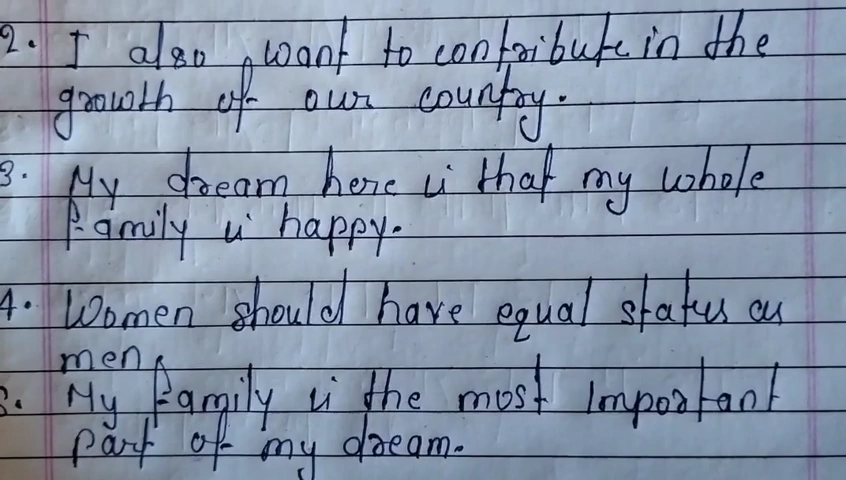 2. I also want to contribute in the
growth of our country.
3. My dream here is that my whole
family is happy.
4. Women should have equal status as
men
5. My family is the most Important
part of my dream.